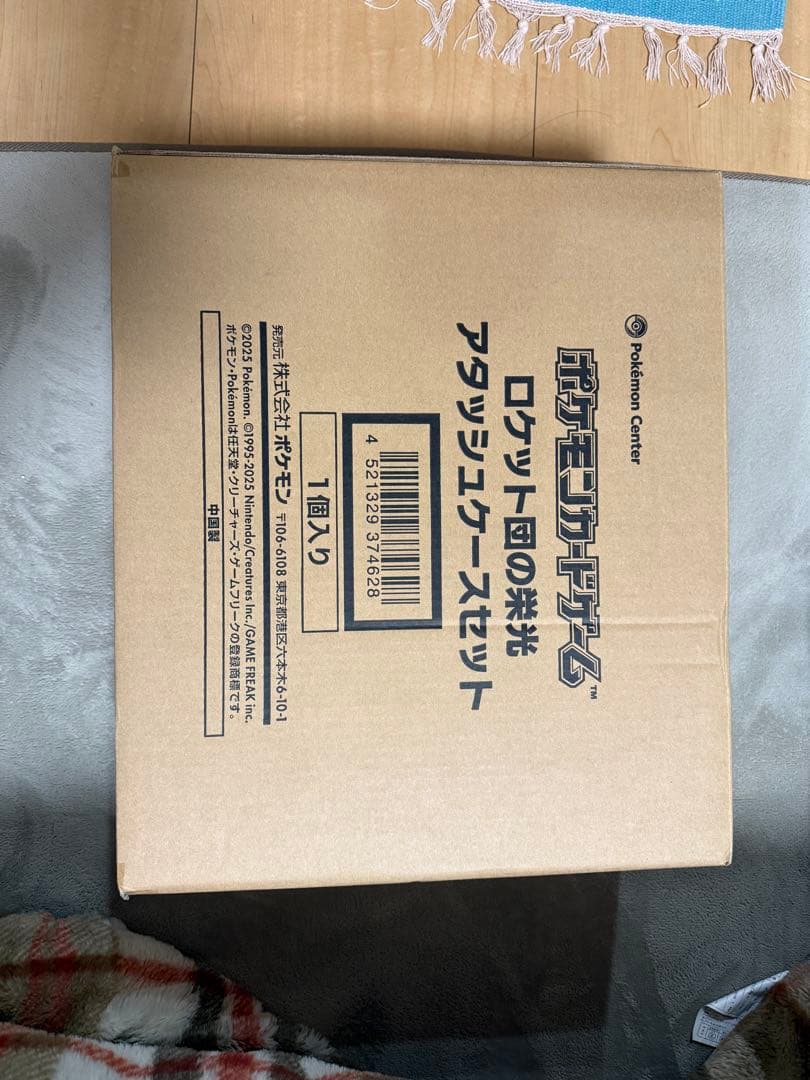 Pokémon Center
ポケモンカードゲーム™
ロケット団の栄光
アタッシュケースセット
4 521329 374628
1個入り
発売元 株式会社 ポケモン 〒106-6108 東京都港区六本木6-10-1
©2025 Pokémon. ©1995-2025 Nintendo/Creatures Inc./GAME FREAK inc.
ポケモン・Pokémonは任天堂・クリーチャーズ・ゲームフリークの登録商標です。
中国製